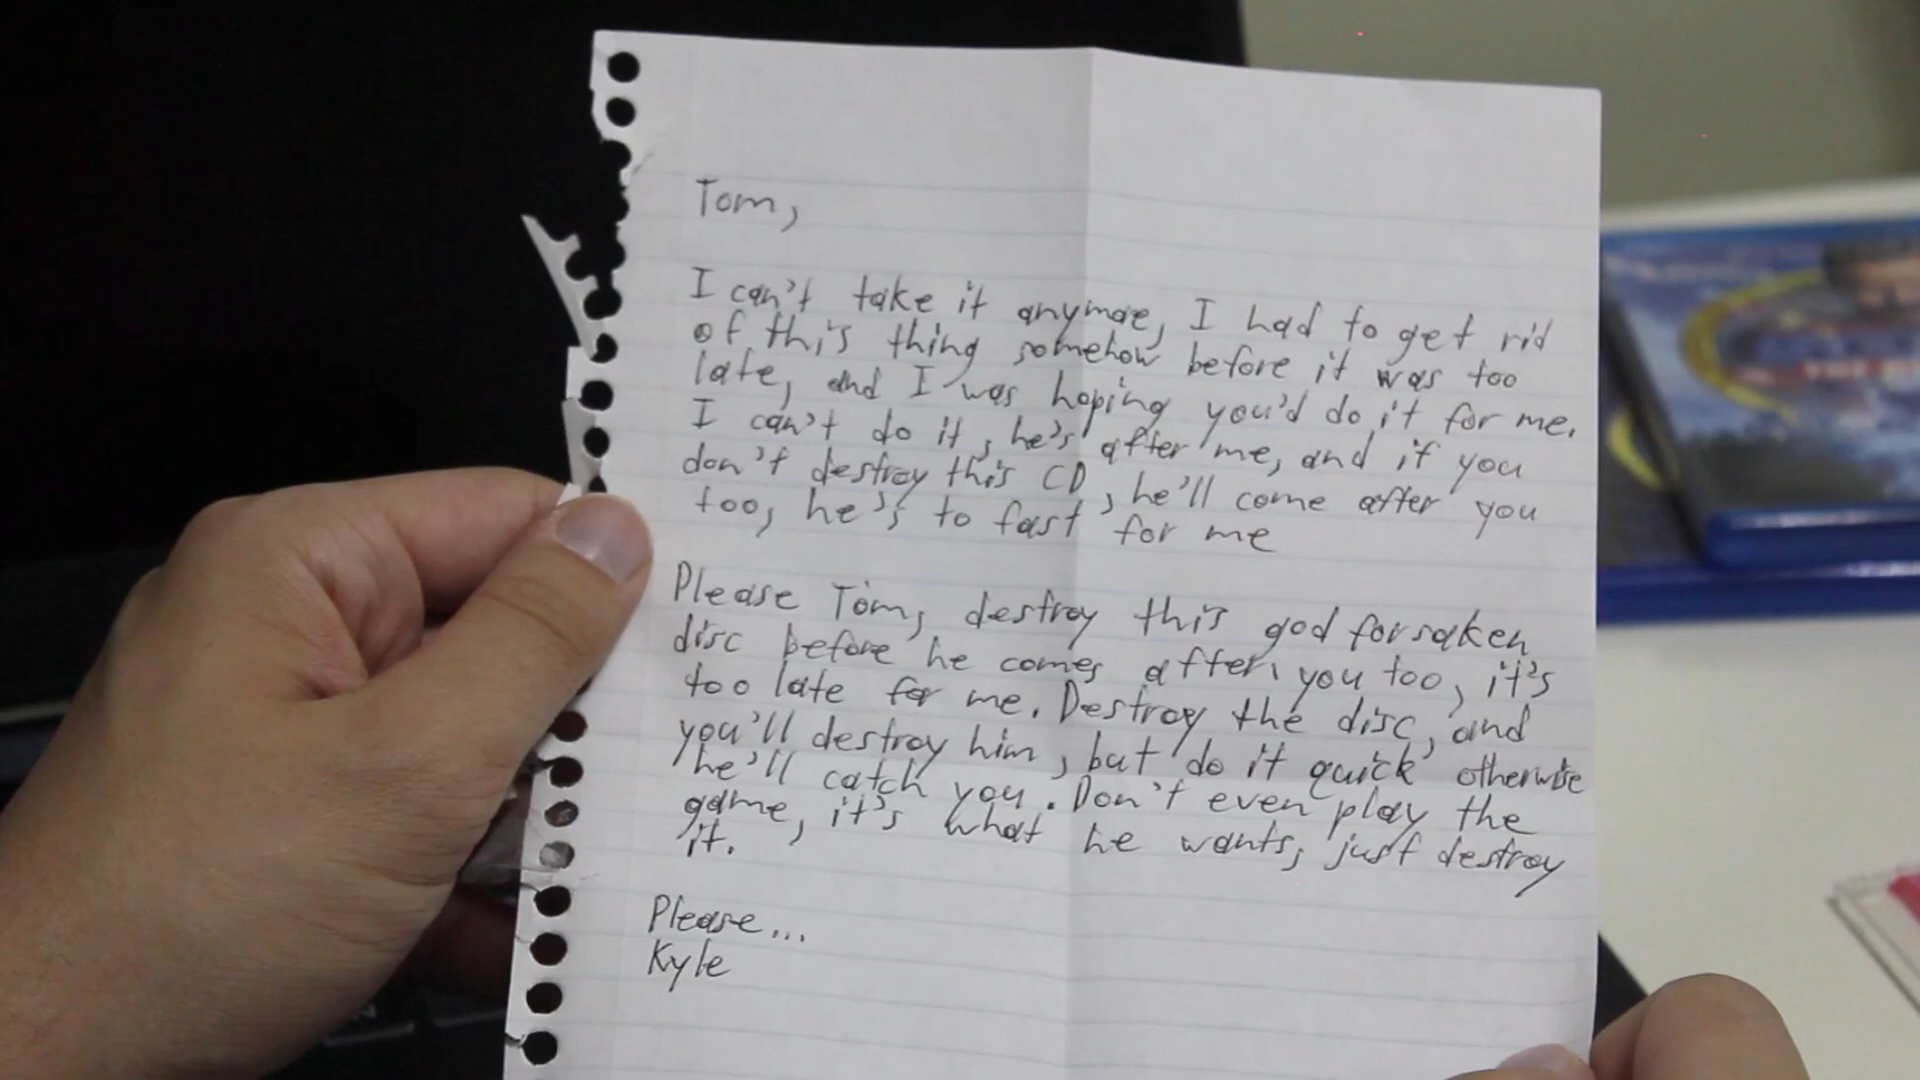 Tom,
I can't take it anymore, I had to get rid
of this thing somehow before it was too
late, and I was hoping you'd do it for me.
I can't do it, he's after me, and if you
don't destroy this CD, he'll come after you
too, he's to fast for me
Please Tom, destroy this god forsaken
disc before he comes after you too, it's
too late for me. Destroy the disc, and
you'll destroy him, but do it quick otherwise
he'll catch you. Don't even play the
game, it's what he wants, just destroy
it.
Please...
Kyle